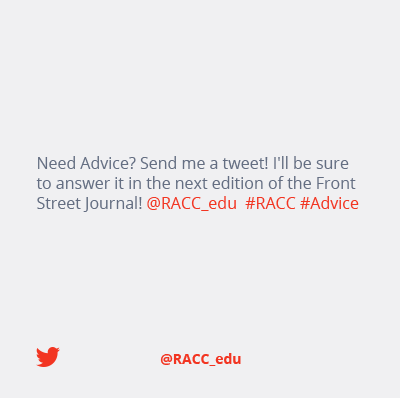 Need Advice? Send me a tweet! I'll be sure
to answer it in the next edition of the Front
Street Journal! @RACC_edu  #RACC #Advice
@RACC_edu